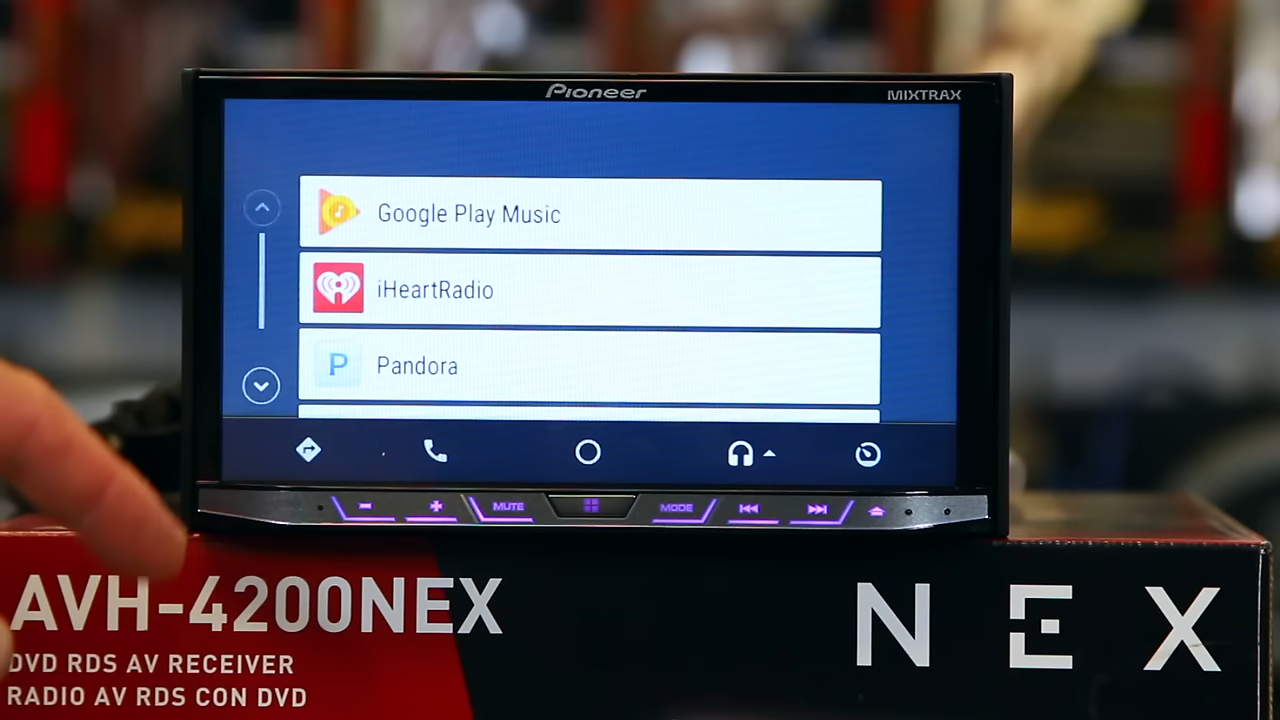 Pioneer
MIXTRAX
Google Play Music
iHeartRadio
P Pandora
MUTE
MODE
AVH-4200NEX
NEX
DVD RDS AV RECEIVER
RADIO AV RDS CON DVD